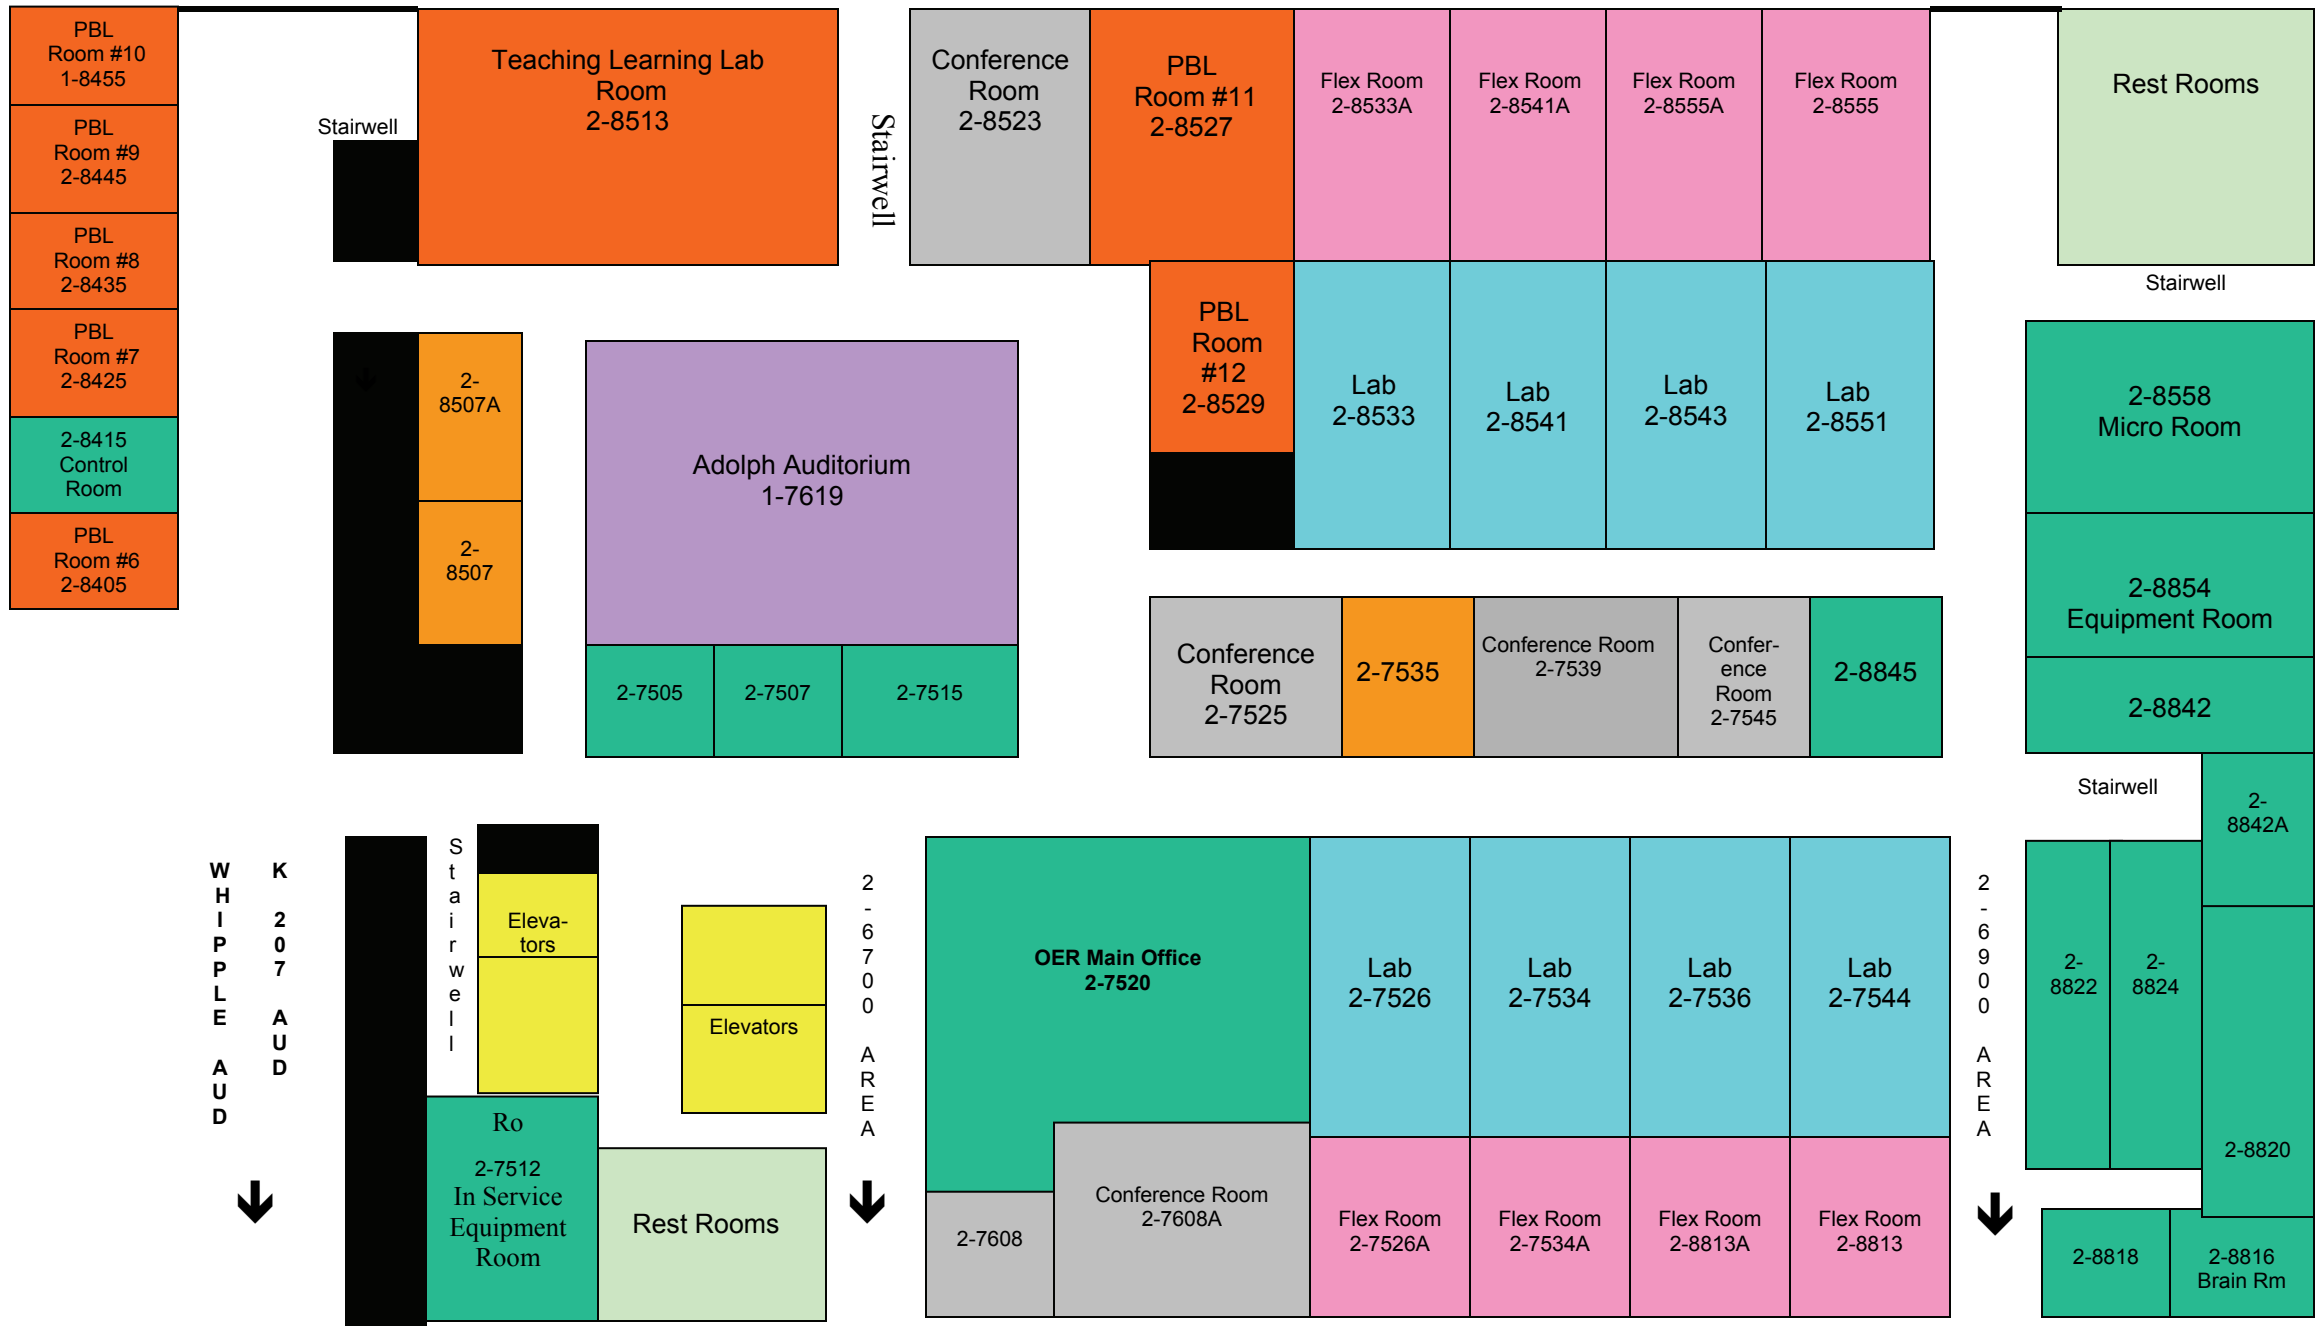 PBL
Room #10
1-8455
PBL
Room #9
2-8445
PBL
Room #8
2-8435
PBL
Room #7
2-8425
2-8415
Control
Room
PBL
Room #6
2-8405
Stairwell
Teaching Learning Lab
Room
2-8513
Stairwell
Conference
Room
2-8523
PBL
Room #11
2-8527
Flex Room
2-8533A
Flex Room
2-8541A
Flex Room
2-8555A
Flex Room
2-8555
Rest Rooms
Stairwell
2-
8507A
2-
8507
Adolph Auditorium
1-7619
2-7505
2-7507
2-7515
PBL
Room
#12
2-8529
Lab
2-8533
Lab
2-8541
Lab
2-8543
Lab
2-8551
2-8558
Micro Room
2-8854
Equipment Room
2-8842
Conference
Room
2-7525
2-7535
Conference Room
2-7539
Confer-
ence
Room
2-7545
2-8845
Stairwell
2-
8842A
WHIPPLE AUD
K 207 AUD
Stairwell
Eleva-
tors
Elevators
2-6700 AREA
Ro
2-7512
In Service
Equipment
Room
Rest Rooms
OER Main Office
2-7520
2-7608
Conference Room
2-7608A
Lab
2-7526
Lab
2-7534
Lab
2-7536
Lab
2-7544
Flex Room
2-7526A
Flex Room
2-7534A
Flex Room
2-8813A
Flex Room
2-8813
2-6900 AREA
2-
8822
2-
8824
2-8820
2-8818
2-8816
Brain Rm